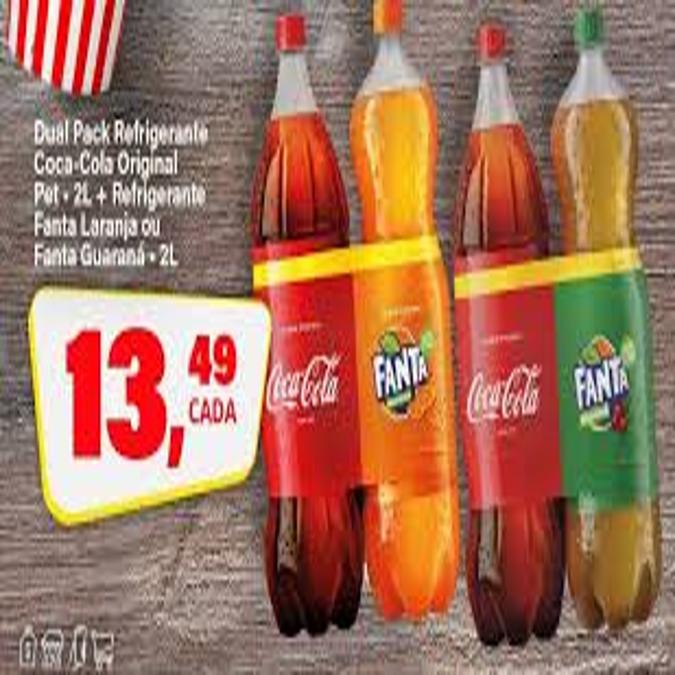 Dual Pack Refrigerante
Coca-Cola Original
Pet • 2L + Refrigerante
Fanta Laranja ou
Fanta Guaraná • 2L
13,49
CADA
Coca-Cola
FANTA
Coca-Cola
FANTA